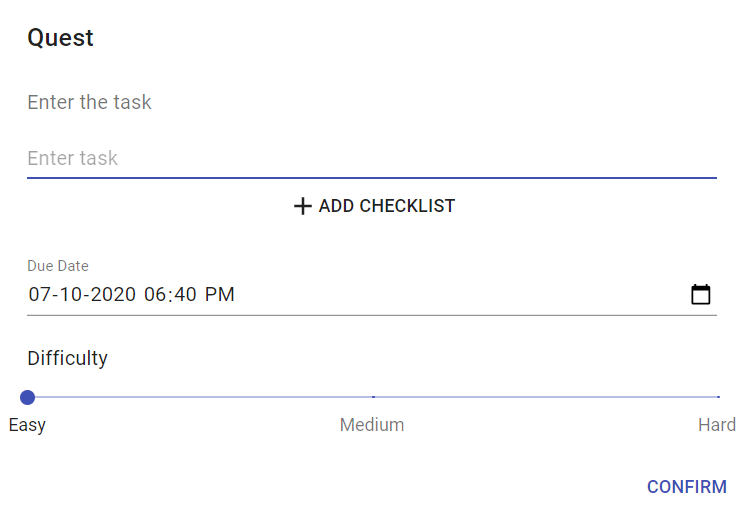 Quest
Enter the task
Enter task
ADD CHECKLIST
Due Date
07-10-2020 06:40 PM
Difficulty
Easy Medium Hard
CONFIRM